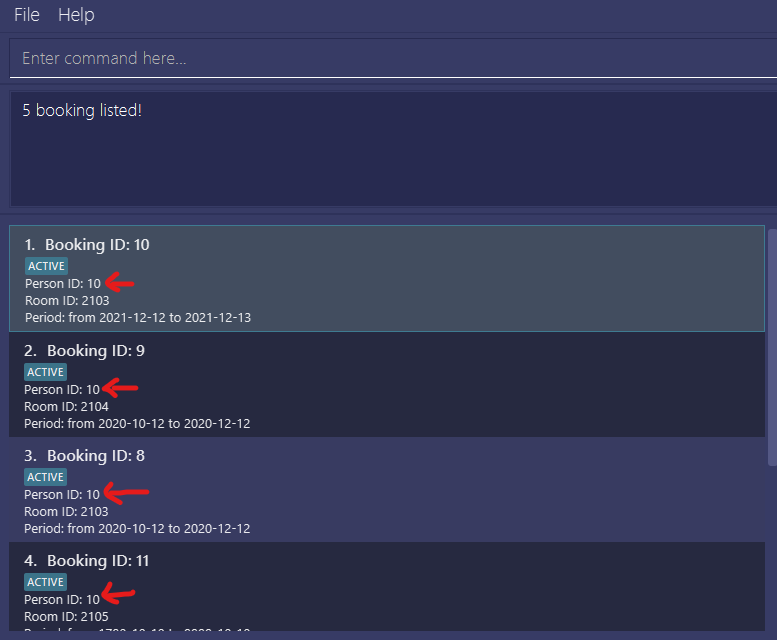 File Help
Enter command here...
5 booking listed!
1. Booking ID: 10
ACTIVE
Person ID: 10
Room ID: 2103
Period: from 2021-12-12 to 2021-12-13
2. Booking ID: 9
ACTIVE
Person ID: 10
Room ID: 2104
Period: from 2020-10-12 to 2020-12-12
3. Booking ID: 8
ACTIVE
Person ID: 10
Room ID: 2103
Period: from 2020-10-12 to 2020-12-12
4. Booking ID: 11
ACTIVE
Person ID: 10
Room ID: 2105